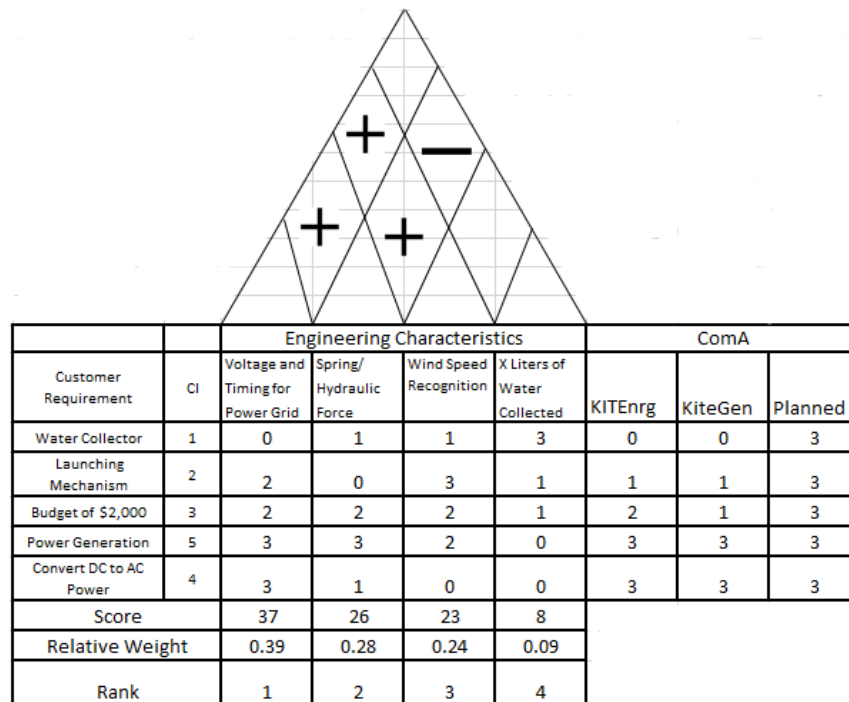 + −
+ +
Engineering Characteristics ComA
Customer Requirement CI Voltage and Timing for Power Grid Spring/ Hydraulic Force Wind Speed Recognition X Liters of Water Collected KITEnrg KiteGen Planned
Water Collector 1 0 1 1 3 0 0 3
Launching Mechanism 2 2 0 3 1 1 1 3
Budget of $2,000 3 2 2 2 1 2 1 3
Power Generation 5 3 3 2 0 3 3 3
Convert DC to AC Power 4 3 1 0 0 3 3 3
Score 37 26 23 8
Relative Weight 0.39 0.28 0.24 0.09
Rank 1 2 3 4